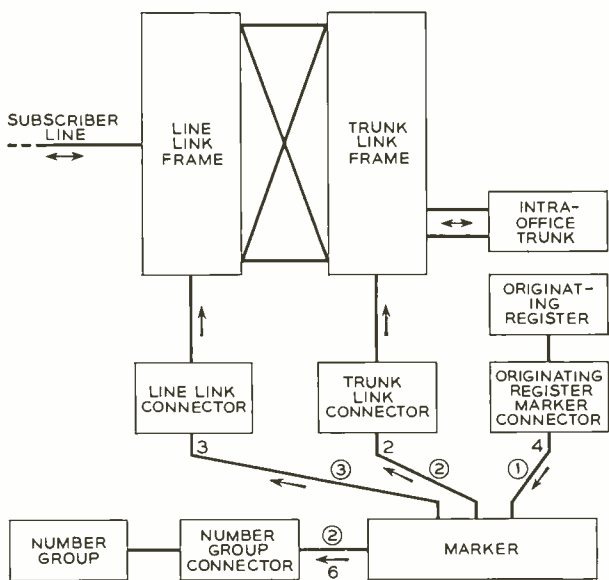 SUBSCRIBER
LINE
LINE
LINK
FRAME
TRUNK
LINK
FRAME
INTRA-
OFFICE
TRUNK
ORIGINAT-
ING
REGISTER
LINE LINK
CONNECTOR
TRUNK
LINK
CONNECTOR
ORIGINATING
REGISTER
MARKER
CONNECTOR
3
2
4
③
②
①
NUMBER
GROUP
NUMBER
GROUP
CONNECTOR
②
6
MARKER